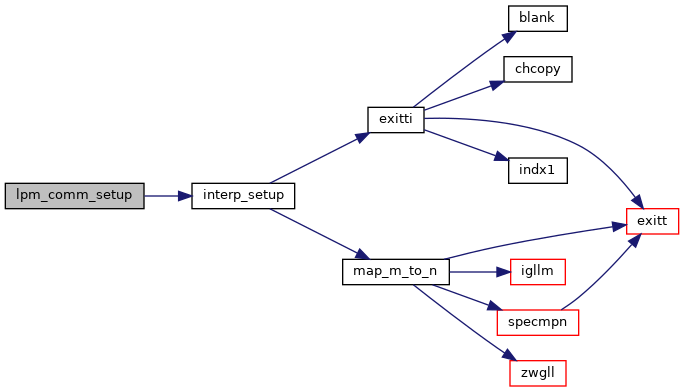 lpm_comm_setup
interp_setup
exitti
map_m_to_n
blank
chcopy
indx1
exitt
igllm
specmpn
zwgll